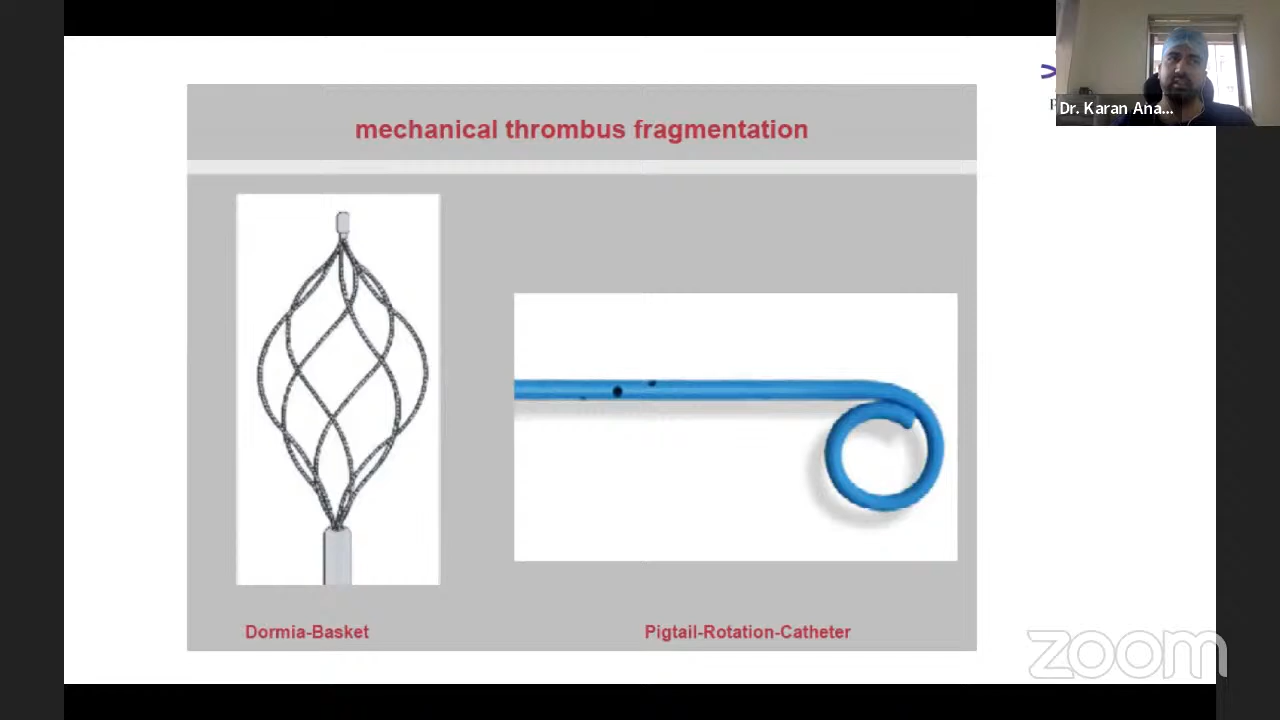 mechanical thrombus fragmentation
Dr. Karan Ana...
Dormia-Basket
Pigtail-Rotation-Catheter
zoom